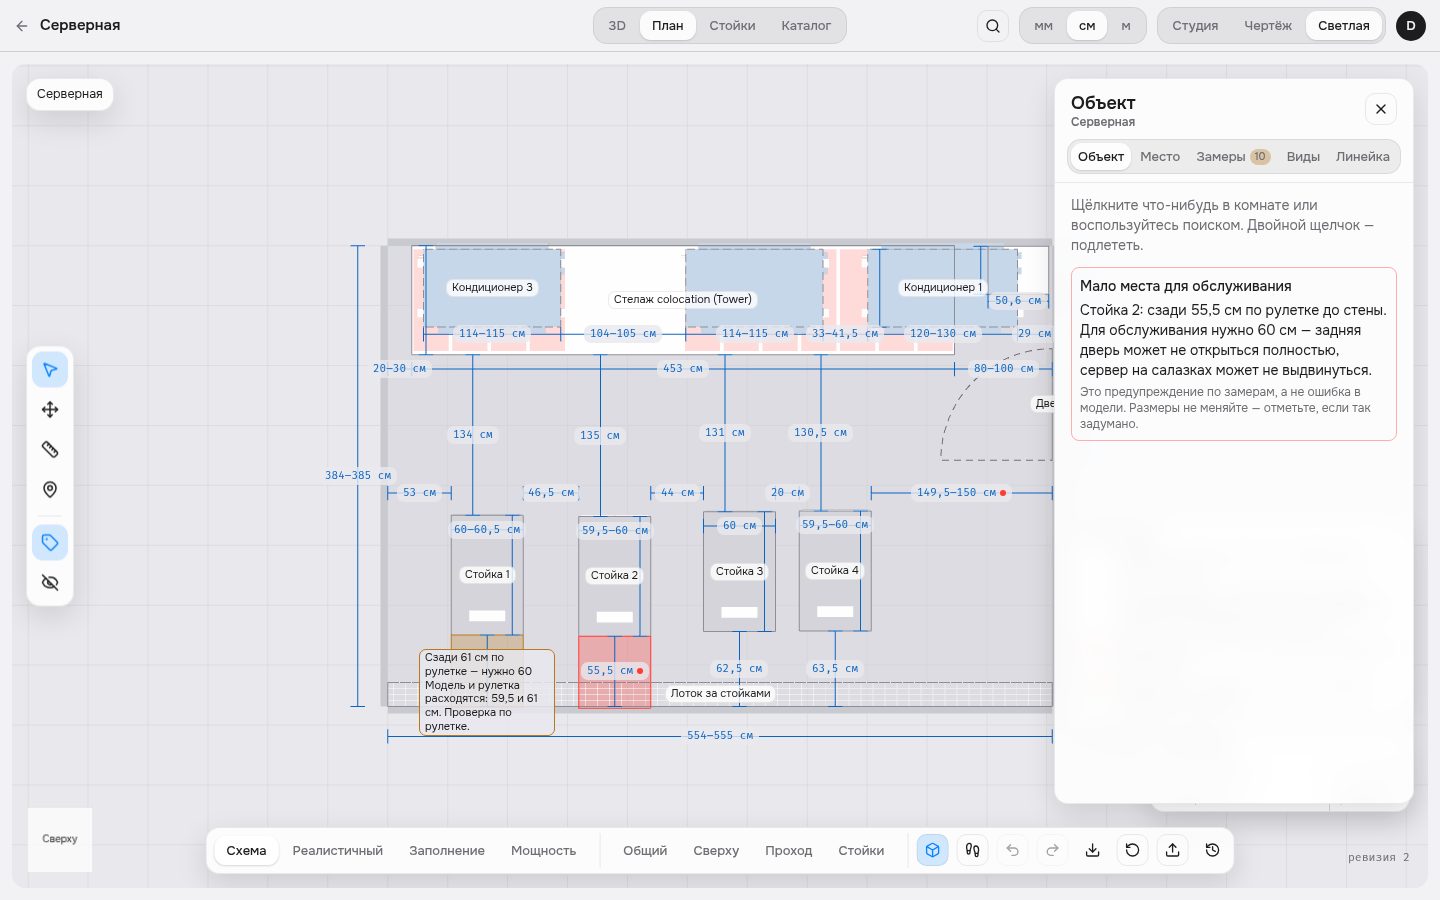 Серверная
3D
План
Стойки
Каталог
мм
см
м
Студия
Чертёж
Светлая
D
Серверная
Объект
Серверная
Объект
Место
Замеры 10
Виды
Линейка
Щёлкните что-нибудь в комнате или
воспользуйтесь поиском. Двойной щелчок —
подлететь.
Мало места для обслуживания
Стойка 2: сзади 55,5 см по рулетке до стены.
Для обслуживания нужно 60 см — задняя
дверь может не открыться полностью,
сервер на салазках может не выдвинуться.
Это предупреждение по замерам, а не ошибка в
модели. Размеры не меняйте — отметьте, если так
задумано.
Кондиционер 3
Стелаж colocation (Tower)
Кондиционер 1
50,6 см
114–115 см
104–105 см
114–115 см
33–41,5 см
120–130 см
29 см
20–30 см
453 см
80–100 см
Две
134 см
135 см
131 см
130,5 см
384–385 см
53 см
46,5 см
44 см
20 см
149,5–150 см
60–60,5 см
59,5–60 см
60 см
59,5–60 см
Стойка 1
Стойка 2
Стойка 3
Стойка 4
Сзади 61 см по
рулетке — нужно 60
Модель и рулетка
расходятся: 59,5 и 61
см. Проверка по
рулетке.
55,5 см
62,5 см
63,5 см
Лоток за стойками
554–555 см
Сверху
Схема
Реалистичный
Заполнение
Мощность
Общий
Сверху
Проход
Стойки
ревизия 2